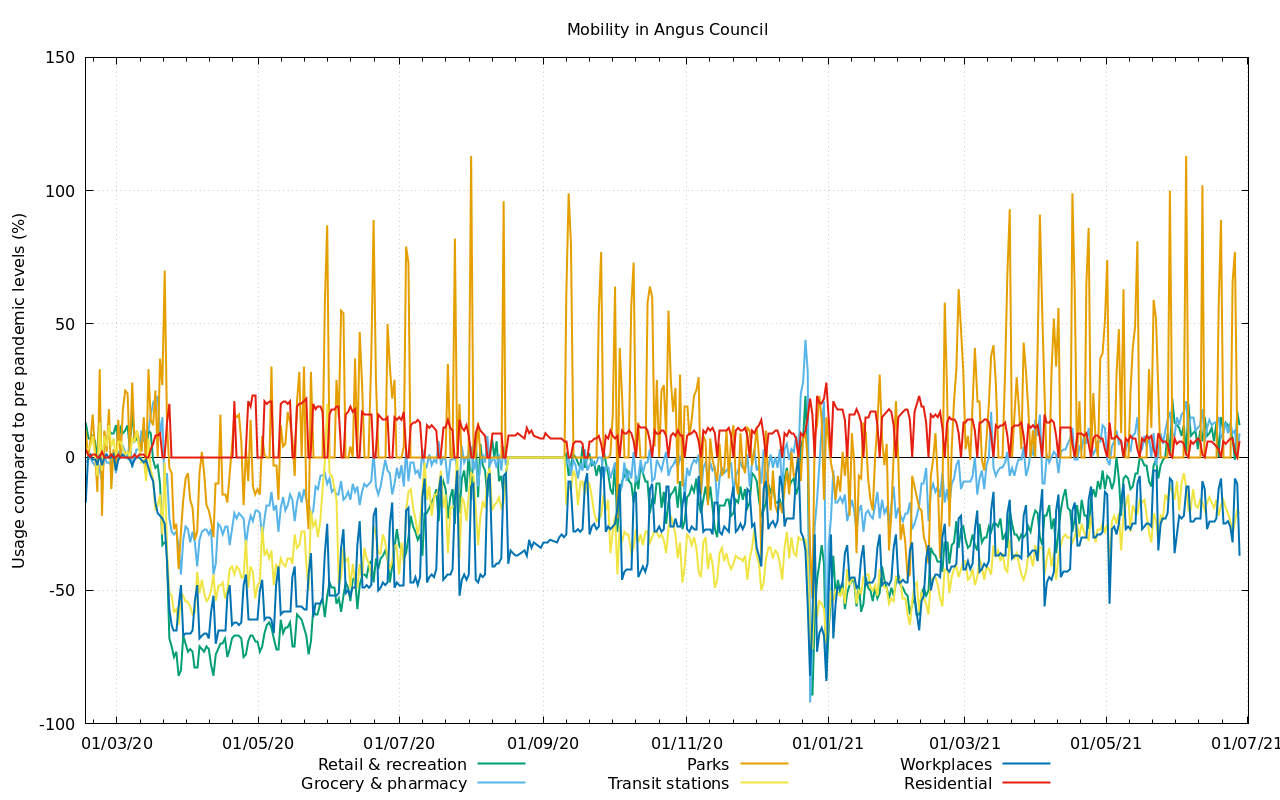 Mobility in Angus Council
Usage compared to pre pandemic levels (%)
150
100
50
0
-50
-100
01/03/20 01/05/20 01/07/20 01/09/20 01/11/20 01/01/21 01/03/21 01/05/21 01/07/21
Retail & recreation Parks Workplaces
Grocery & pharmacy Transit stations Residential